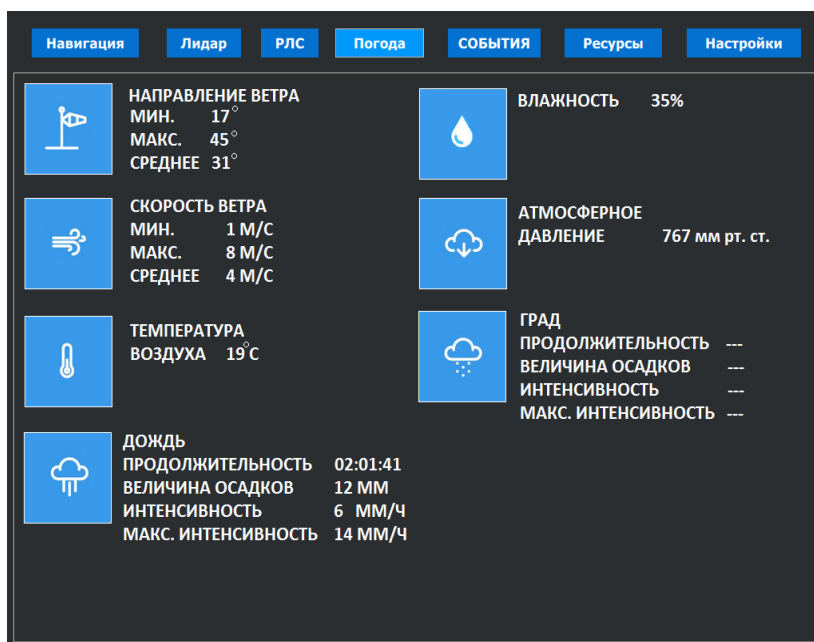 Навигация Лидар РЛС Погода СОБЫТИЯ Ресурсы Настройки
НАПРАВЛЕНИЕ ВЕТРА
МИН. 17°
МАКС. 45°
СРЕДНЕЕ 31°
ВЛАЖНОСТЬ 35%
СКОРОСТЬ ВЕТРА
МИН. 1 М/С
МАКС. 8 М/С
СРЕДНЕЕ 4 М/С
АТМОСФЕРНОЕ
ДАВЛЕНИЕ 767 мм рт. ст.
ТЕМПЕРАТУРА
ВОЗДУХА 19°С
ГРАД
ПРОДОЛЖИТЕЛЬНОСТЬ ---
ВЕЛИЧИНА ОСАДКОВ ---
ИНТЕНСИВНОСТЬ ---
МАКС. ИНТЕНСИВНОСТЬ ---
ДОЖДЬ
ПРОДОЛЖИТЕЛЬНОСТЬ 02:01:41
ВЕЛИЧИНА ОСАДКОВ 12 ММ
ИНТЕНСИВНОСТЬ 6 ММ/Ч
МАКС. ИНТЕНСИВНОСТЬ 14 ММ/Ч